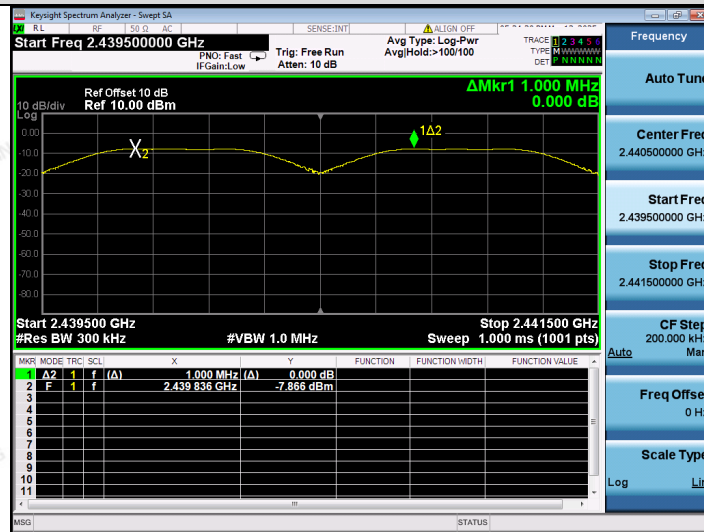 Keysight Spectrum Analyzer - Swept SA
LXI RL RF 50 Ω AC SENSE:INT ALIGN OFF
Start Freq 2.439500000 GHz
PNO: Fast
IFGain:Low
Trig: Free Run
Atten: 10 dB
Avg Type: Log-Pwr
Avg|Hold:>100/100
TRACE 1 2 3 4 5 6
TYPE M WWWWW
DET P N N N N N
Ref Offset 10 dB
10 dB/div Ref 10.00 dBm
Log
ΔMkr1 1.000 MHz
0.000 dB
0.00
-10.0
-20.0
-30.0
-40.0
-50.0
-60.0
-70.0
-80.0
X2
1Δ2
Start 2.439500 GHz
Stop 2.441500 GHz
#Res BW 300 kHz #VBW 1.0 MHz Sweep 1.000 ms (1001 pts)
MKR MODE TRC SCL X Y FUNCTION FUNCTION WIDTH FUNCTION VALUE
1 Δ2 1 f (Δ) 1.000 MHz (Δ) 0.000 dB
2 F 1 f 2.439 836 GHz -7.866 dBm
3
4
5
6
7
8
9
10
11
MSG STATUS
Frequency
Auto Tune
Center Freq
2.440500000 GHz
Start Freq
2.439500000 GHz
Stop Freq
2.441500000 GHz
CF Step
200.000 kHz
Auto Man
Freq Offset
0 Hz
Scale Type
Log Lin